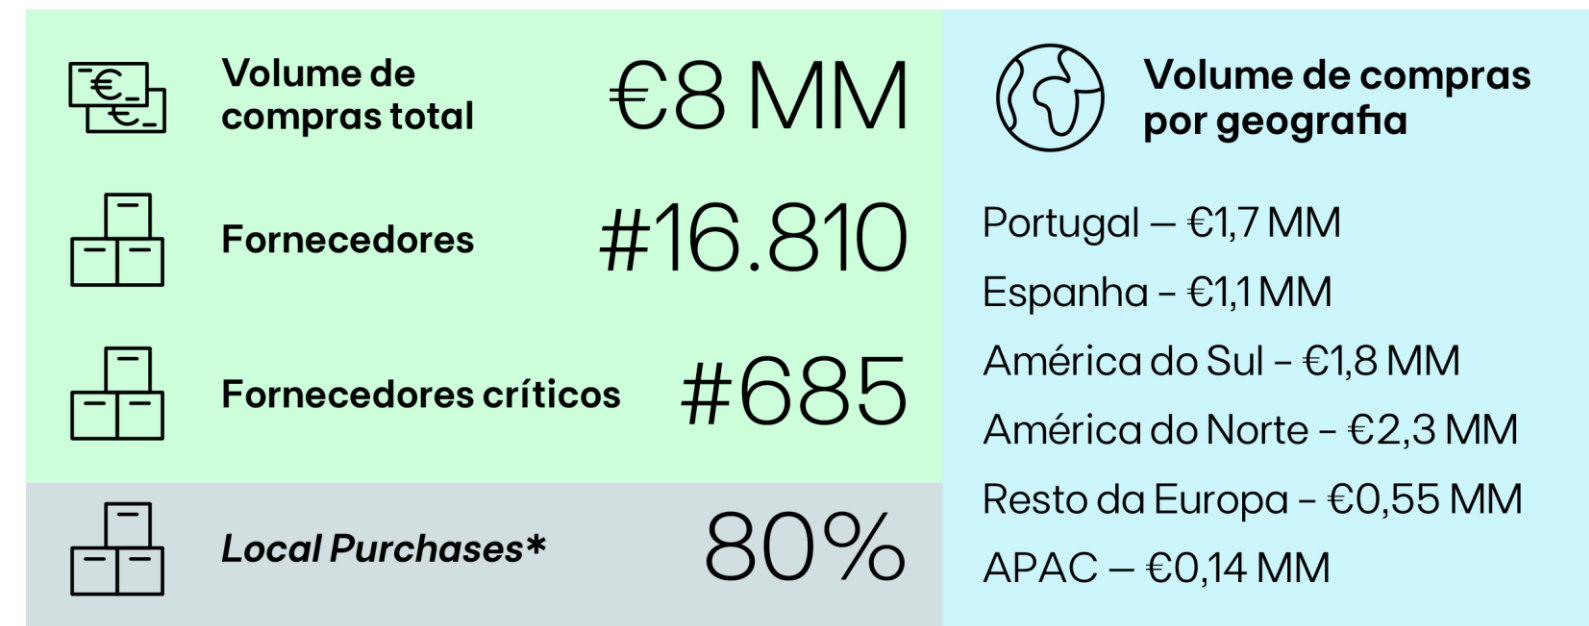 Volume de
compras total
€8 MM
Fornecedores
#16.810
Fornecedores críticos
#685
Local Purchases*
80%
Volume de compras
por geografia
Portugal — €1,7 MM
Espanha – €1,1 MM
América do Sul – €1,8 MM
América do Norte – €2,3 MM
Resto da Europa – €0,55 MM
APAC — €0,14 MM